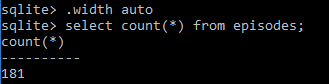 sqlite> .width auto
sqlite> select count(*) from episodes;
count(*)
----------
181